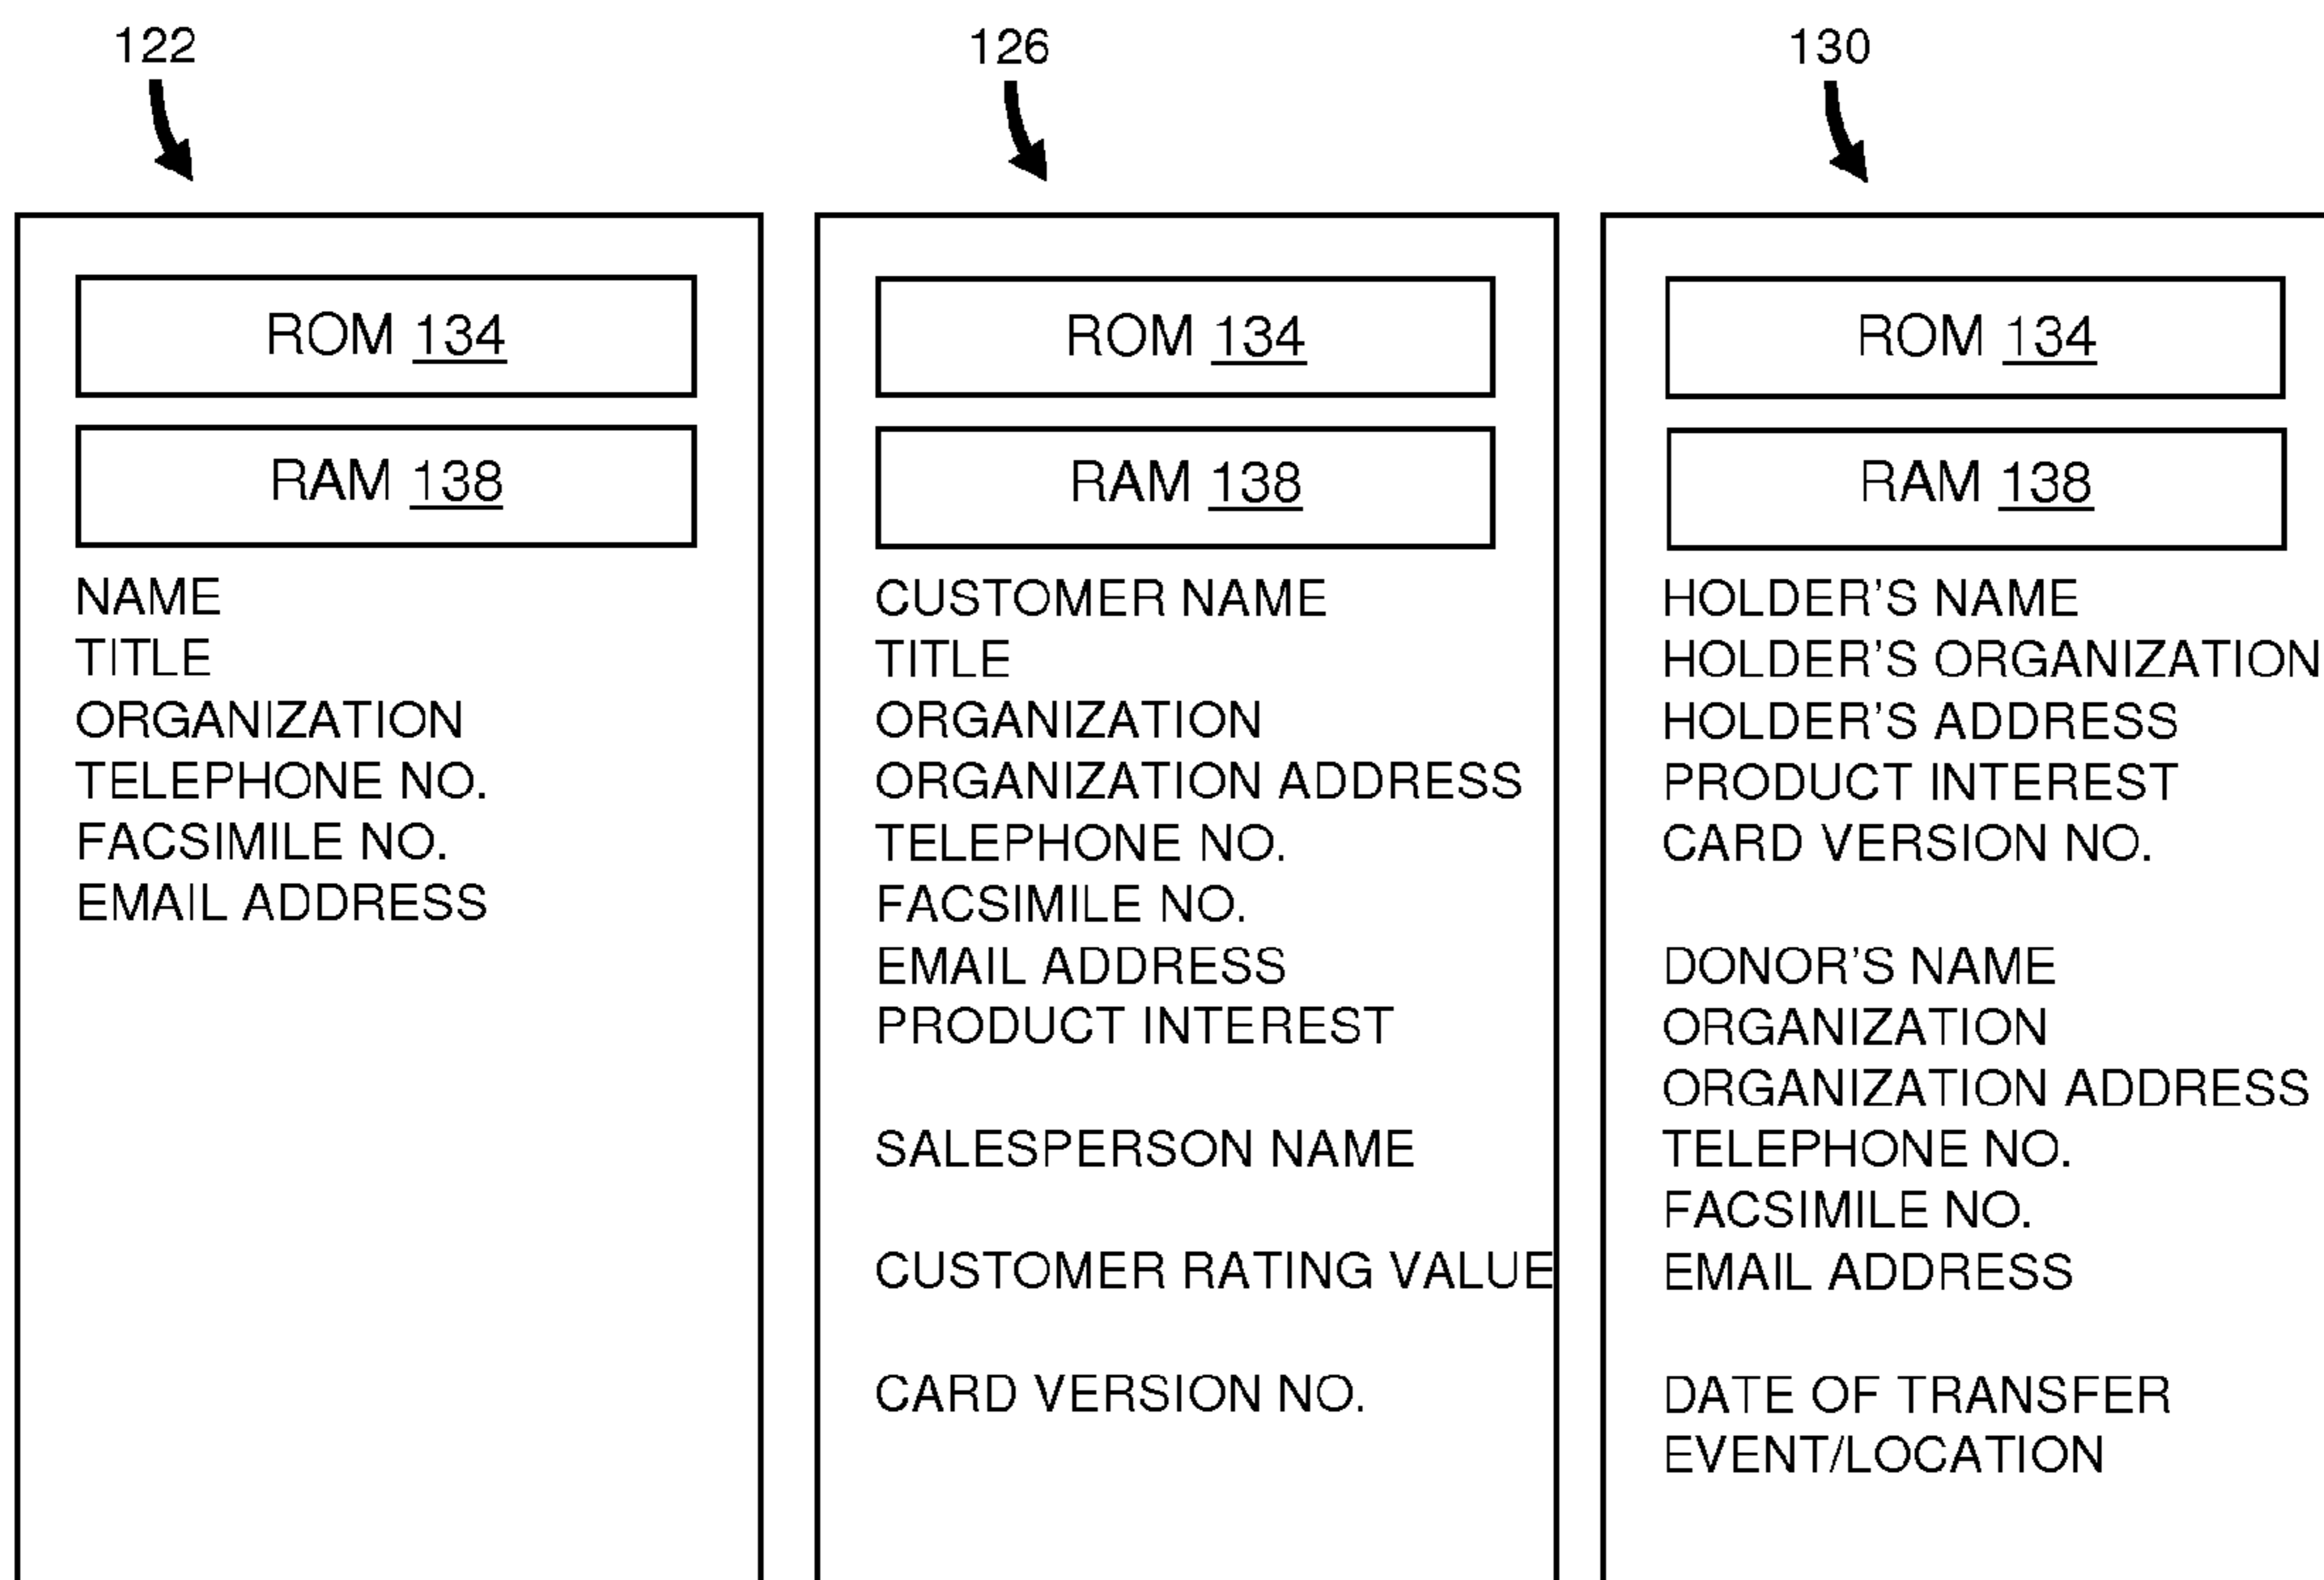 122
ROM 134
RAM 138
NAME
TITLE
ORGANIZATION
TELEPHONE NO.
FACSIMILE NO.
EMAIL ADDRESS
126
ROM 134
RAM 138
CUSTOMER NAME
TITLE
ORGANIZATION
ORGANIZATION ADDRESS
TELEPHONE NO.
FACSIMILE NO.
EMAIL ADDRESS
PRODUCT INTEREST
SALESPERSON NAME
CUSTOMER RATING VALUE
CARD VERSION NO.
130
ROM 134
RAM 138
HOLDER'S NAME
HOLDER'S ORGANIZATION
HOLDER'S ADDRESS
PRODUCT INTEREST
CARD VERSION NO.
DONOR'S NAME
ORGANIZATION
ORGANIZATION ADDRESS
TELEPHONE NO.
FACSIMILE NO.
EMAIL ADDRESS
DATE OF TRANSFER
EVENT/LOCATION